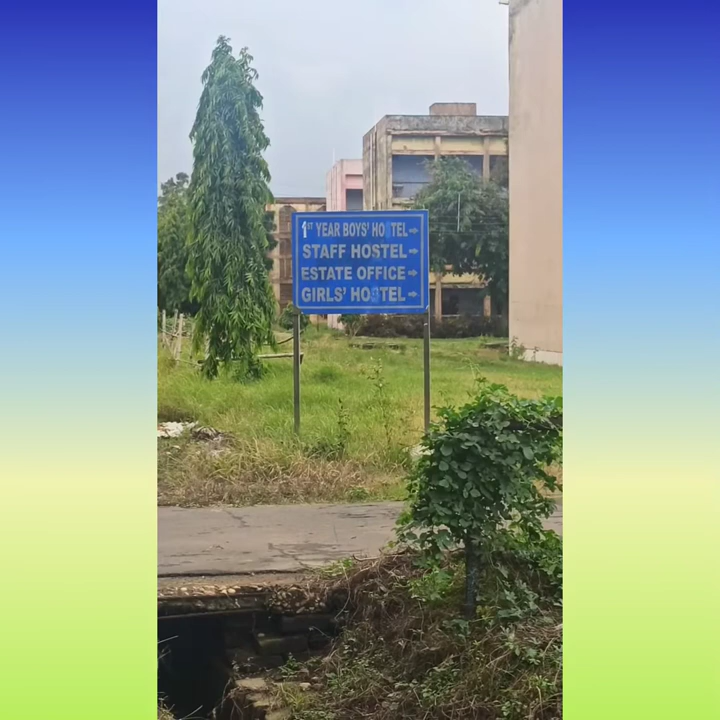 1ST YEAR BOYS' HOSTEL →
STAFF HOSTEL →
ESTATE OFFICE →
GIRLS' HOSTEL →